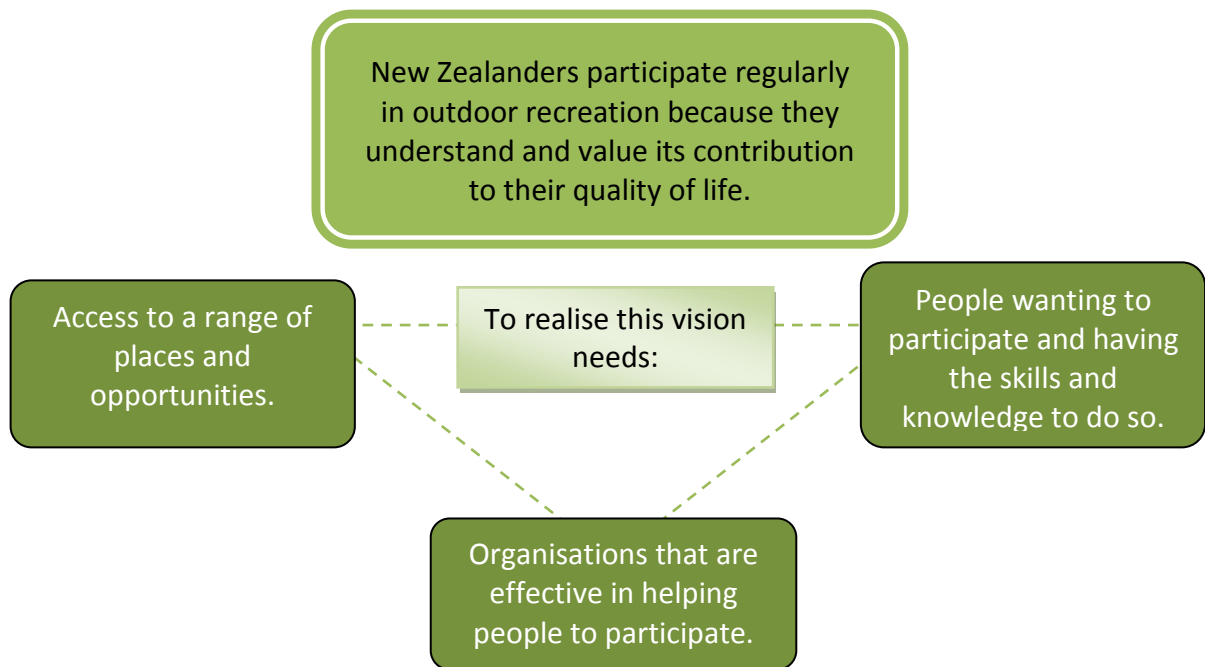 New Zealanders participate regularly
in outdoor recreation because they
understand and value its contribution
to their quality of life.
Access to a range of
places and
opportunities.
To realise this vision
needs:
People wanting to
participate and having
the skills and
knowledge to do so.
Organisations that are
effective in helping
people to participate.